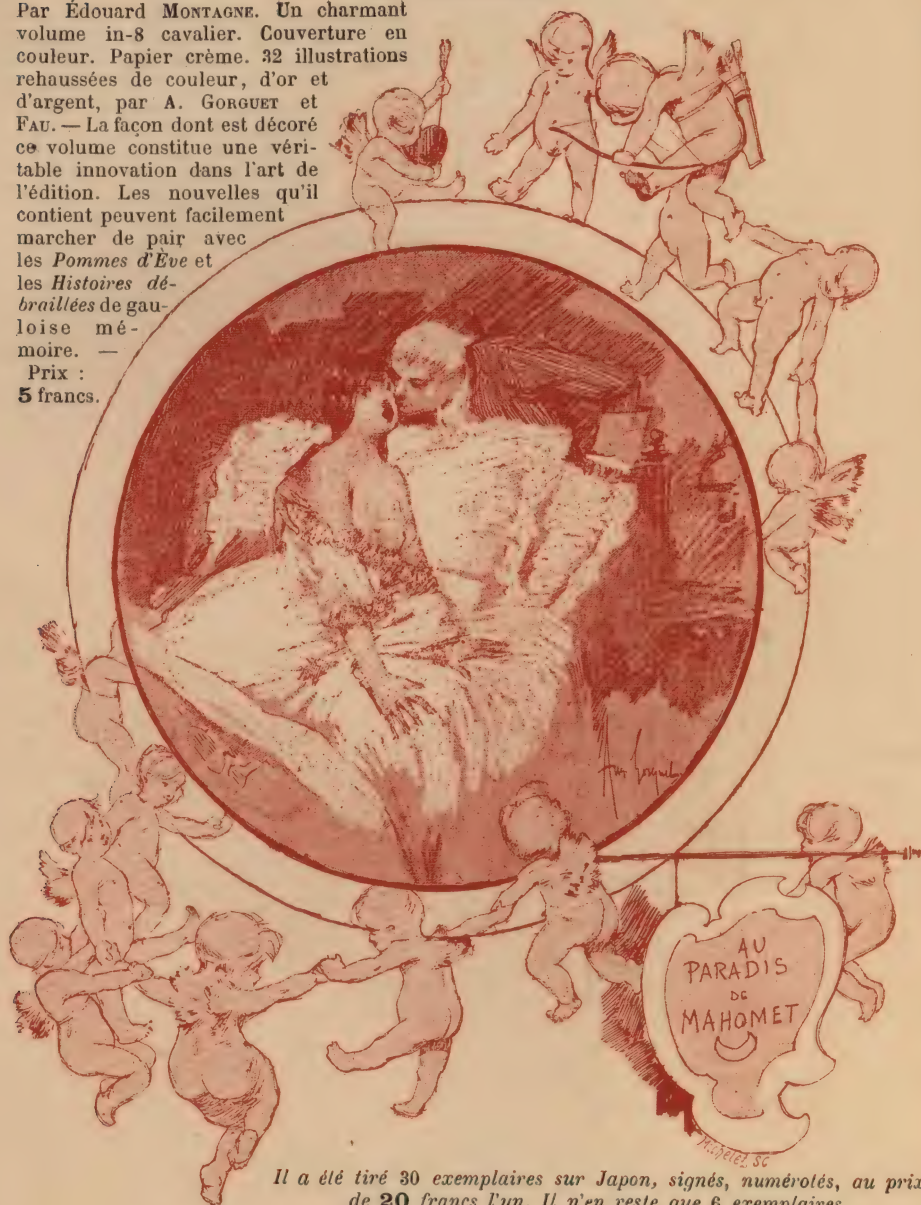 Par Édouard MONTAGNE. Un charmant
volume in-8 cavalier. Couverture en
couleur. Papier crème. 32 illustrations
rehaussées de couleur, d'or et
d'argent, par A. GORGUET et
FAU. — La façon dont est décoré
ce volume constitue une véri-
table innovation dans l'art de
l'édition. Les nouvelles qu'il
contient peuvent facilement
marcher de pair avec
les Pommes d'Ève et
les Histoires dé-
braillées de gau-
loise mé-
moire. —
Prix :
5 francs.
Aug Gorguet
AU
PARADIS
DE
MAHOMET
Michelet SC
Il a été tiré 30 exemplaires sur Japon, signés, numérotés, au prix
de 20 francs l'un. Il n'en reste que 6 exemplaires.